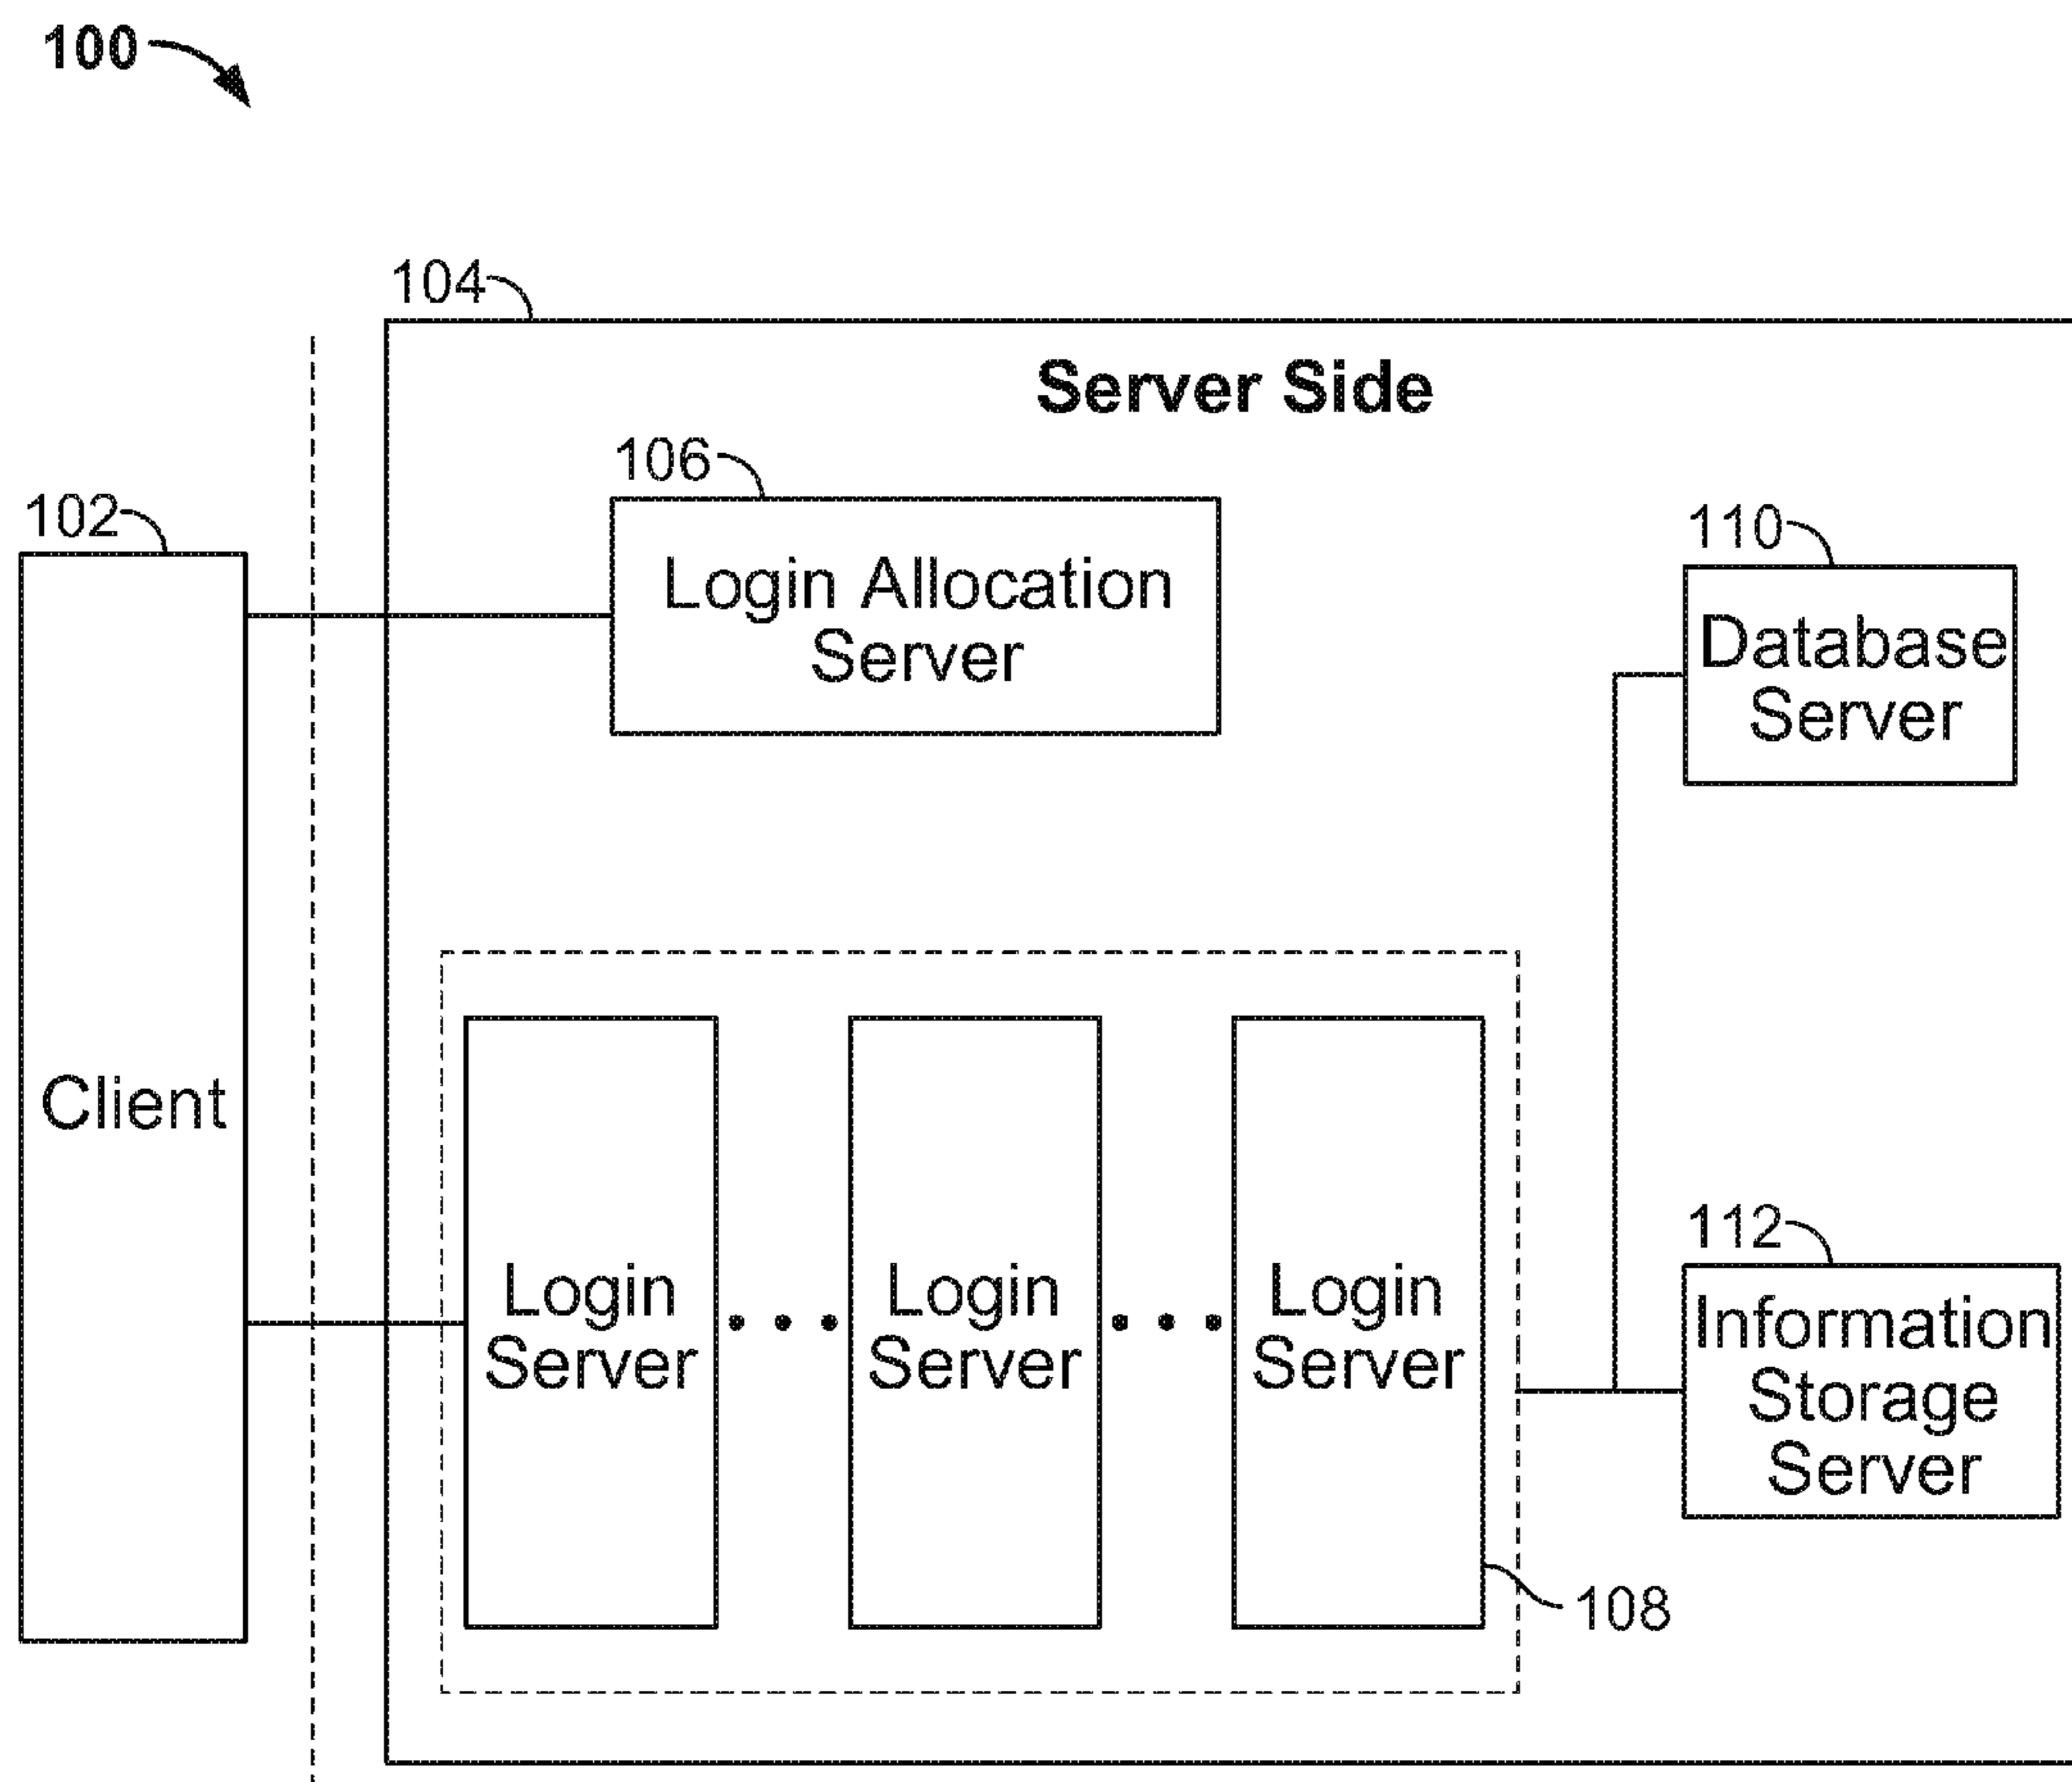 100
104
Server Side
106
Login Allocation
Server
102
110
Database
Server
Client
Login
Server
Login
Server
Login
Server
112
Information
Storage
Server
108